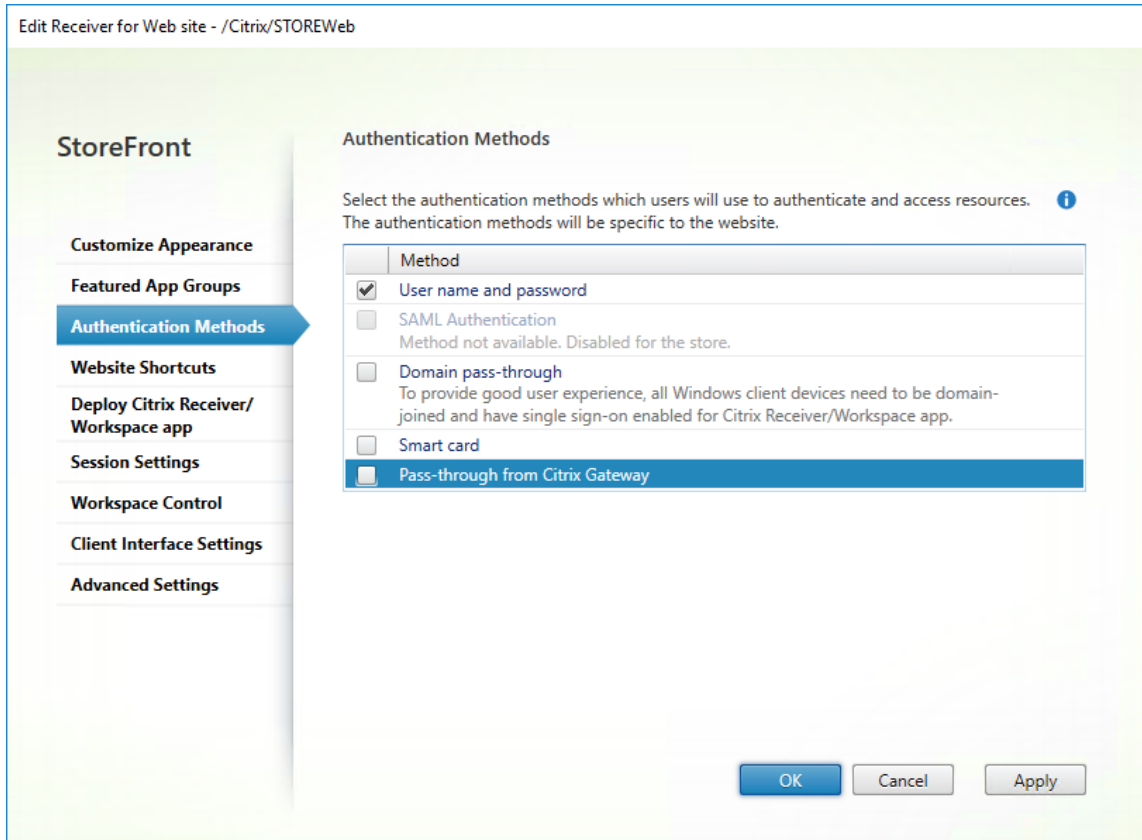 Edit Receiver for Web site - /Citrix/STOREWeb
StoreFront
Customize Appearance
Featured App Groups
Authentication Methods
Website Shortcuts
Deploy Citrix Receiver/
Workspace app
Session Settings
Workspace Control
Client Interface Settings
Advanced Settings
Authentication Methods
Select the authentication methods which users will use to authenticate and access resources.
The authentication methods will be specific to the website.
Method
User name and password
SAML Authentication
Method not available. Disabled for the store.
Domain pass-through
To provide good user experience, all Windows client devices need to be domain-
joined and have single sign-on enabled for Citrix Receiver/Workspace app.
Smart card
Pass-through from Citrix Gateway
OK
Cancel
Apply